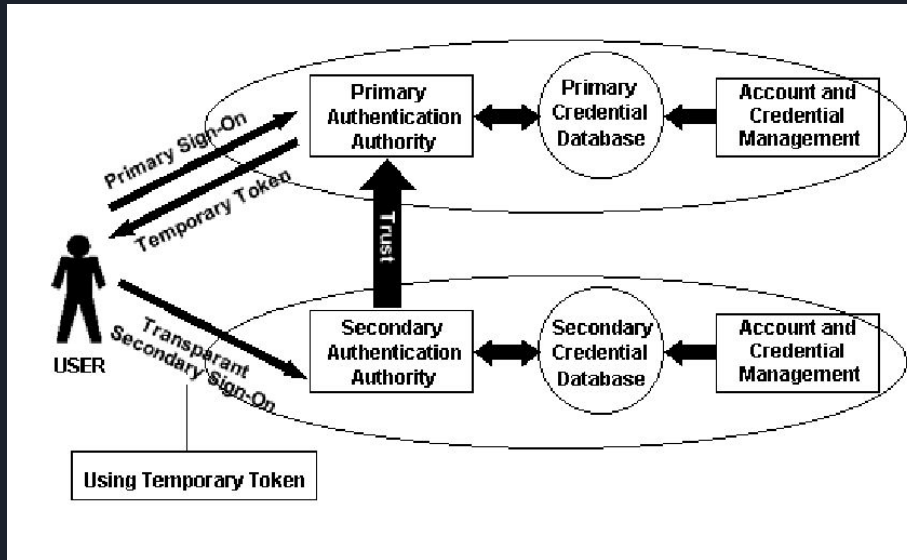 Primary
Authentication
Authority
Primary
Credential
Database
Account and
Credential
Management
Primary Sign-On
Temporary Token
Trust
USER
Transparant
Secondary Sign-On
Secondary
Authentication
Authority
Secondary
Credential
Database
Account and
Credential
Management
Using Temporary Token